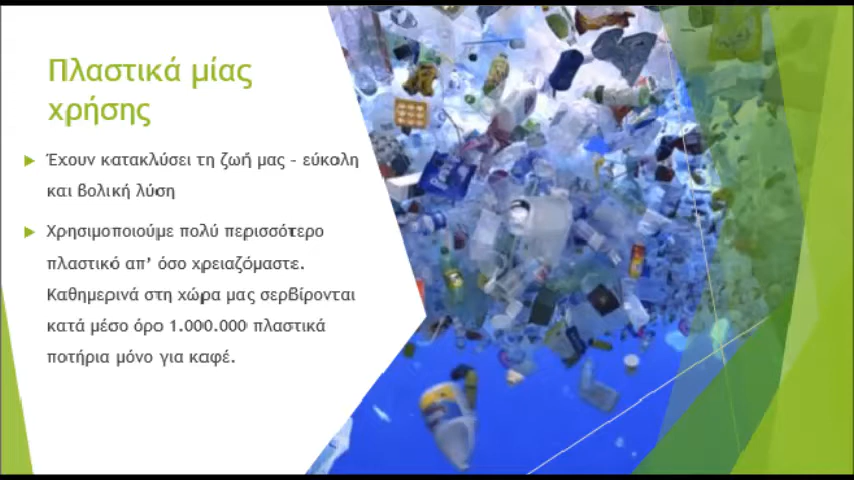 Πλαστικά μίας
χρήσης
Έχουν κατακλύσει τη ζωή μας – εύκολη
και βολική λύση
Χρησιμοποιούμε πολύ περισσότερο
πλαστικό απ’ όσο χρειαζόμαστε.
Καθημερινά στη χώρα μας σερβίρονται
κατά μέσο όρο 1.000.000 πλαστικά
ποτήρια μόνο για καφέ.